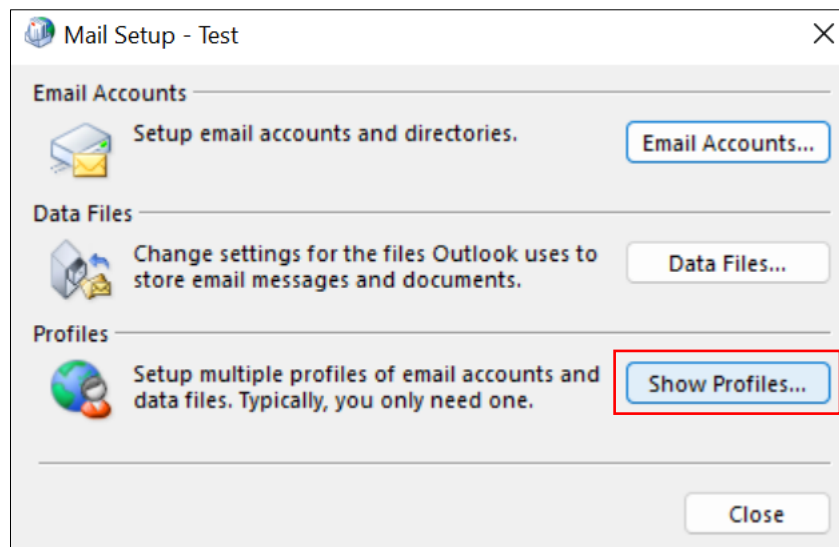 Mail Setup - Test
Email Accounts
Setup email accounts and directories.
Email Accounts...
Data Files
Change settings for the files Outlook uses to
store email messages and documents.
Data Files...
Profiles
Setup multiple profiles of email accounts and
data files. Typically, you only need one.
Show Profiles...
Close